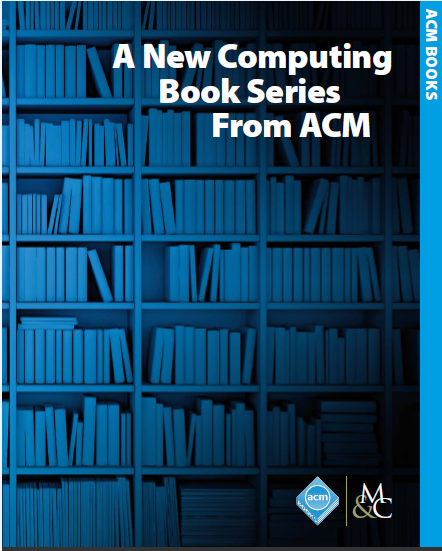 A New Computing
Book Series
From ACM
ACM BOOKS
acm
M
&C